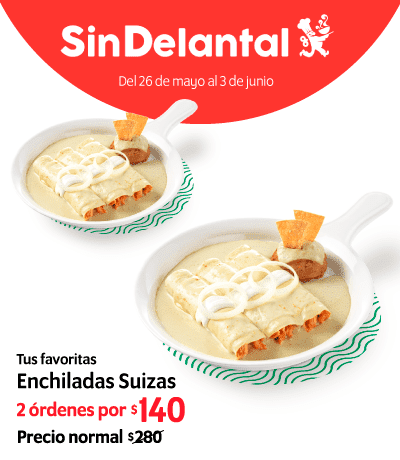 SinDelantal
Del 26 de mayo al 3 de junio
Tus favoritas
Enchiladas Suizas
2 órdenes por $140
Precio normal $280